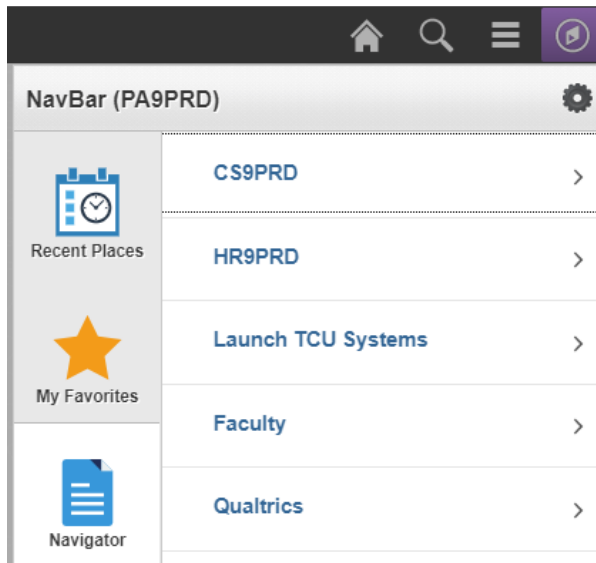 NavBar (PA9PRD)
Recent Places
My Favorites
Navigator
CS9PRD
HR9PRD
Launch TCU Systems
Faculty
Qualtrics